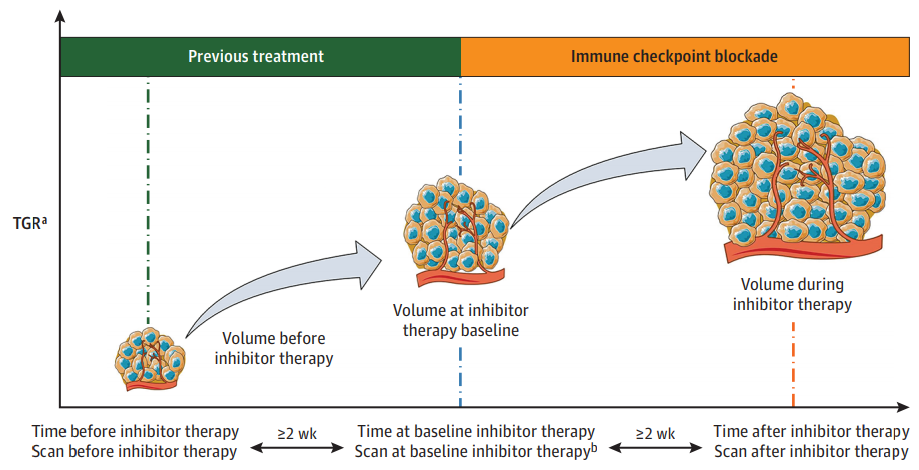 Previous treatment
Immune checkpoint blockade
TGRa
Volume before
inhibitor therapy
Volume at inhibitor
therapy baseline
Volume during
inhibitor therapy
Time before inhibitor therapy
Scan before inhibitor therapy
≥2 wk
Time at baseline inhibitor therapy
Scan at baseline inhibitor therapyb
≥2 wk
Time after inhibitor therapy
Scan after inhibitor therapy